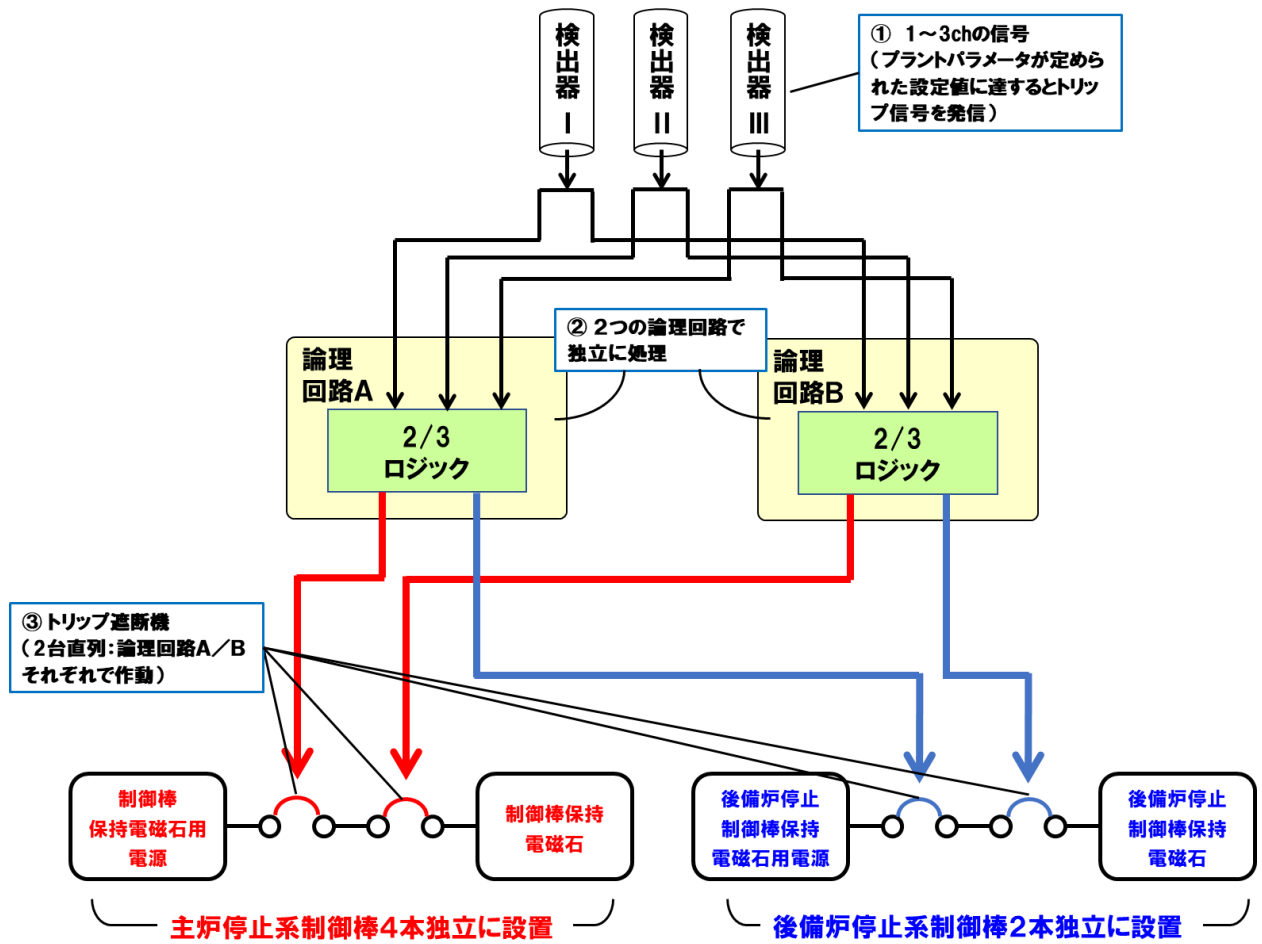 検出器 Ⅰ
検出器 Ⅱ
検出器 Ⅲ
① 1～3chの信号
（プラントパラメータが定めら
れた設定値に達するとトリッ
プ信号を発信）
② 2つの論理回路で
独立に処理
論理
回路A
2/3
ロジック
論理
回路B
2/3
ロジック
③トリップ遮断機
（2台直列：論理回路A／B
それぞれで作動）
制御棒
保持電磁石用
電源
制御棒保持
電磁石
後備炉停止
制御棒保持
電磁石用電源
後備炉停止
制御棒保持
電磁石
主炉停止系制御棒4本独立に設置
後備炉停止系制御棒2本独立に設置